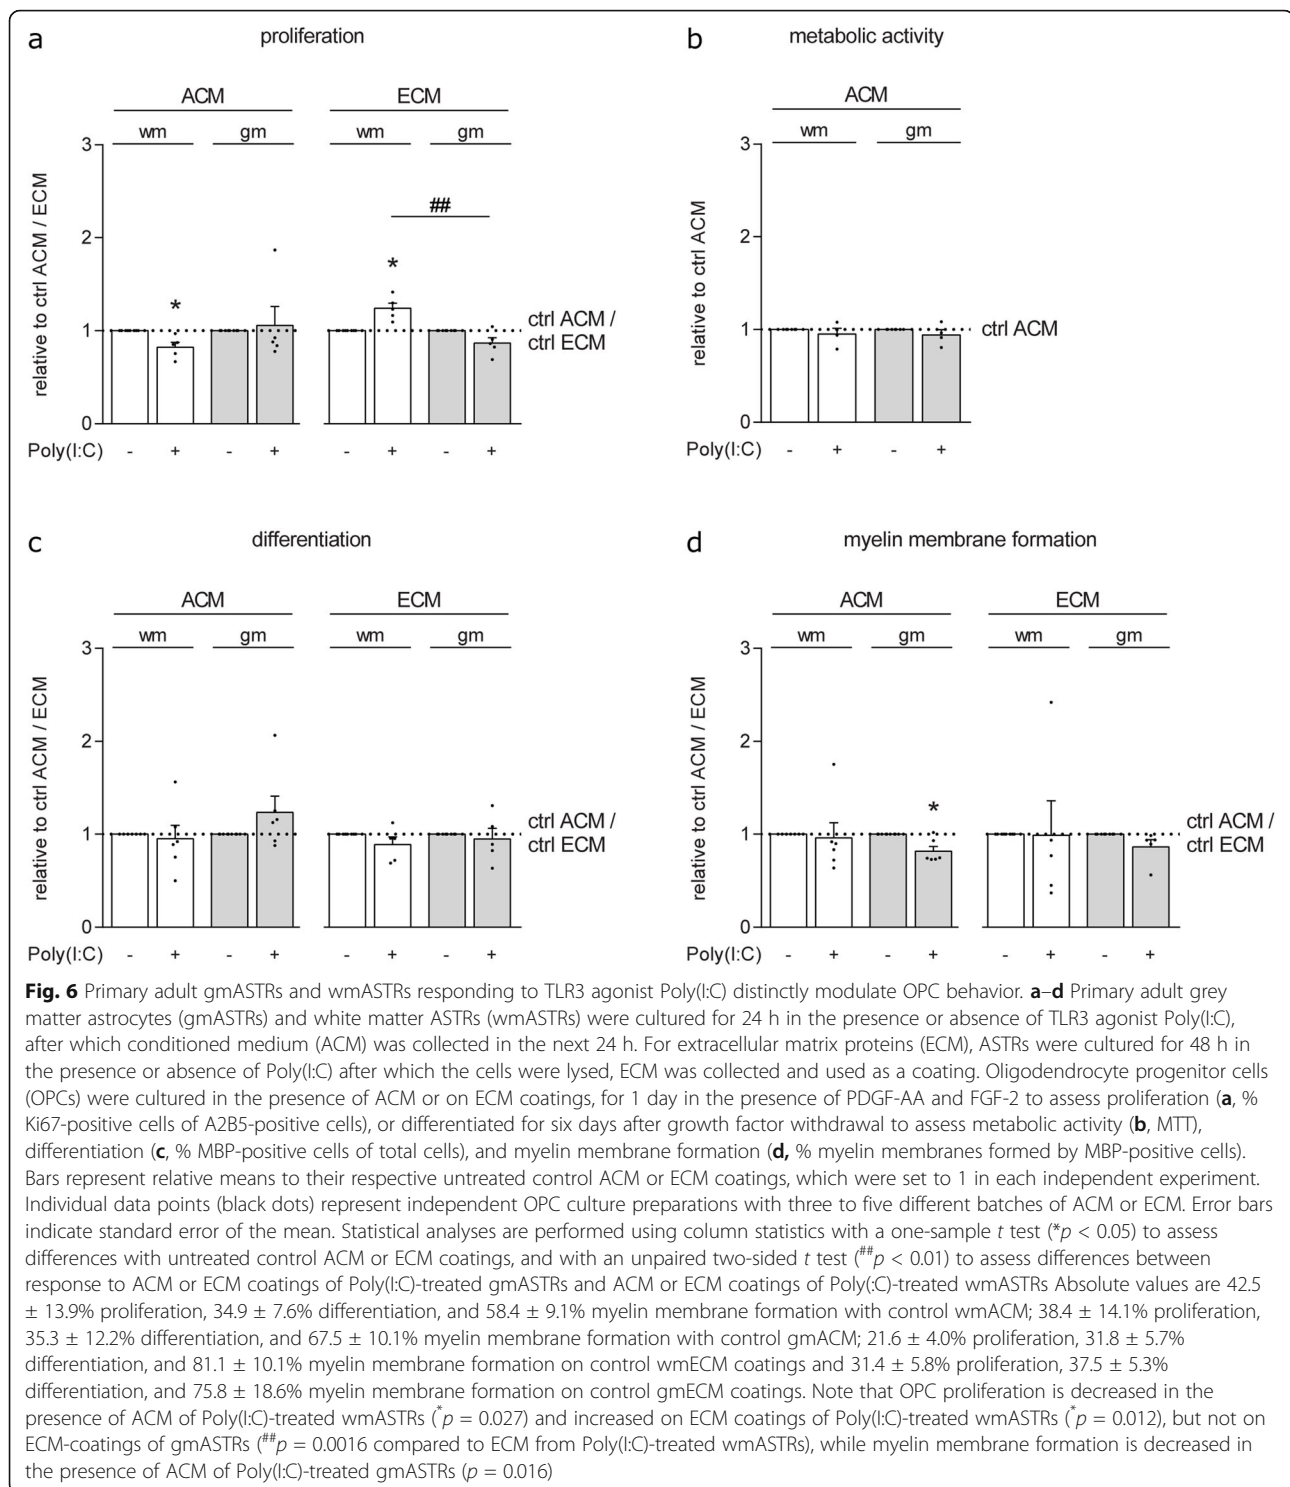 a
proliferation
ACM
ECM
wm
gm
wm
gm
relative to ctrl ACM / ECM
3
2
1
0
*
*
##
ctrl ACM /
ctrl ECM
Poly(I:C)
-
+
-
+
-
+
-
+
b
metabolic activity
ACM
wm
gm
relative to ctrl ACM
3
2
1
0
ctrl ACM
Poly(I:C)
-
+
-
+
c
differentiation
ACM
ECM
wm
gm
wm
gm
relative to ctrl ACM / ECM
3
2
1
0
ctrl ACM /
ctrl ECM
Poly(I:C)
-
+
-
+
-
+
-
+
d
myelin membrane formation
ACM
ECM
wm
gm
wm
gm
relative to ctrl ACM / ECM
3
2
1
0
*
ctrl ACM /
ctrl ECM
Poly(I:C)
-
+
-
+
-
+
-
+
Fig. 6 Primary adult gmASTRs and wmASTRs responding to TLR3 agonist Poly(I:C) distinctly modulate OPC behavior. a–d Primary adult grey
matter astrocytes (gmASTRs) and white matter ASTRs (wmASTRs) were cultured for 24 h in the presence or absence of TLR3 agonist Poly(I:C),
after which conditioned medium (ACM) was collected in the next 24 h. For extracellular matrix proteins (ECM), ASTRs were cultured for 48 h in
the presence or absence of Poly(I:C) after which the cells were lysed, ECM was collected and used as a coating. Oligodendrocyte progenitor cells
(OPCs) were cultured in the presence of ACM or on ECM coatings, for 1 day in the presence of PDGF-AA and FGF-2 to assess proliferation (a, %
Ki67-positive cells of A2B5-positive cells), or differentiated for six days after growth factor withdrawal to assess metabolic activity (b, MTT),
differentiation (c, % MBP-positive cells of total cells), and myelin membrane formation (d, % myelin membranes formed by MBP-positive cells).
Bars represent relative means to their respective untreated control ACM or ECM coatings, which were set to 1 in each independent experiment.
Individual data points (black dots) represent independent OPC culture preparations with three to five different batches of ACM or ECM. Error bars
indicate standard error of the mean. Statistical analyses are performed using column statistics with a one-sample t test (*p < 0.05) to assess
differences with untreated control ACM or ECM coatings, and with an unpaired two-sided t test (##p < 0.01) to assess differences between
response to ACM or ECM coatings of Poly(I:C)-treated gmASTRs and ACM or ECM coatings of Poly(:C)-treated wmASTRs Absolute values are 42.5
± 13.9% proliferation, 34.9 ± 7.6% differentiation, and 58.4 ± 9.1% myelin membrane formation with control wmACM; 38.4 ± 14.1% proliferation,
35.3 ± 12.2% differentiation, and 67.5 ± 10.1% myelin membrane formation with control gmACM; 21.6 ± 4.0% proliferation, 31.8 ± 5.7%
differentiation, and 81.1 ± 10.1% myelin membrane formation on control wmECM coatings and 31.4 ± 5.8% proliferation, 37.5 ± 5.3%
differentiation, and 75.8 ± 18.6% myelin membrane formation on control gmECM coatings. Note that OPC proliferation is decreased in the
presence of ACM of Poly(I:C)-treated wmASTRs (*p = 0.027) and increased on ECM coatings of Poly(I:C)-treated wmASTRs (*p = 0.012), but not on
ECM-coatings of gmASTRs (##p = 0.0016 compared to ECM from Poly(I:C)-treated wmASTRs), while myelin membrane formation is decreased in
the presence of ACM of Poly(I:C)-treated gmASTRs (p = 0.016)